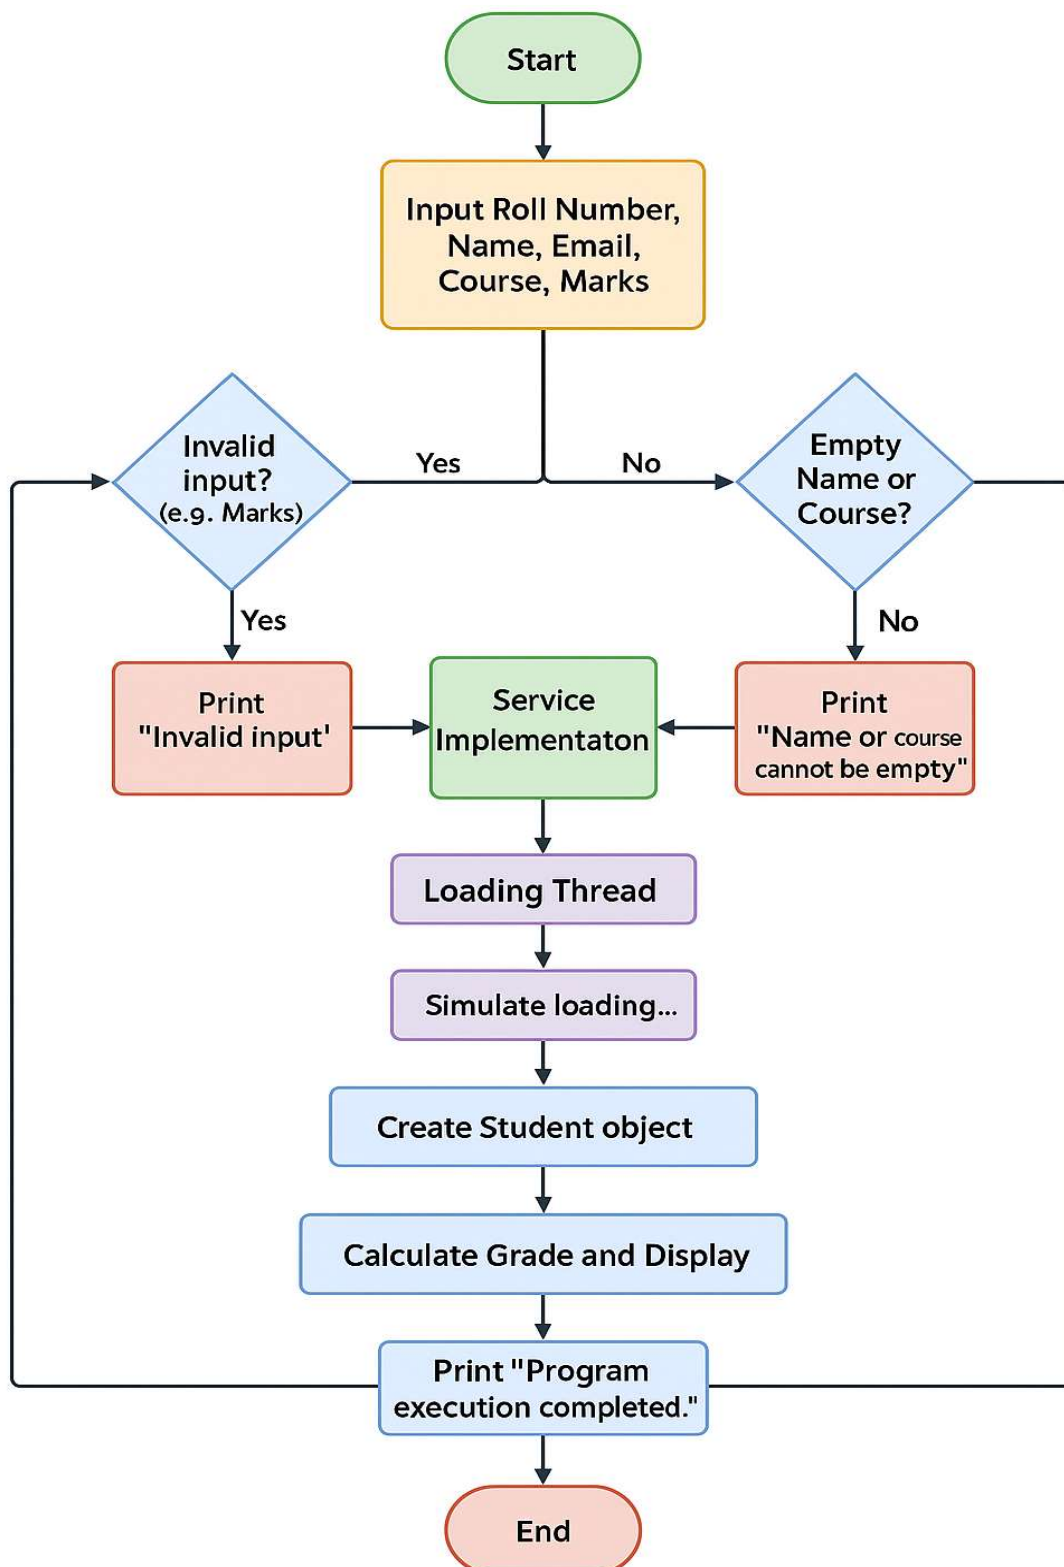 Start
Input Roll Number,
Name, Email,
Course, Marks
Invalid
input?
(e.g. Marks)
Yes
No
Empty
Name or
Course?
Yes
No
Print
"Invalid input'
Service
Implementaton
Print
"Name or course
cannot be empty"
Loading Thread
Simulate loading...
Create Student object
Calculate Grade and Display
Print "Program
execution completed."
End